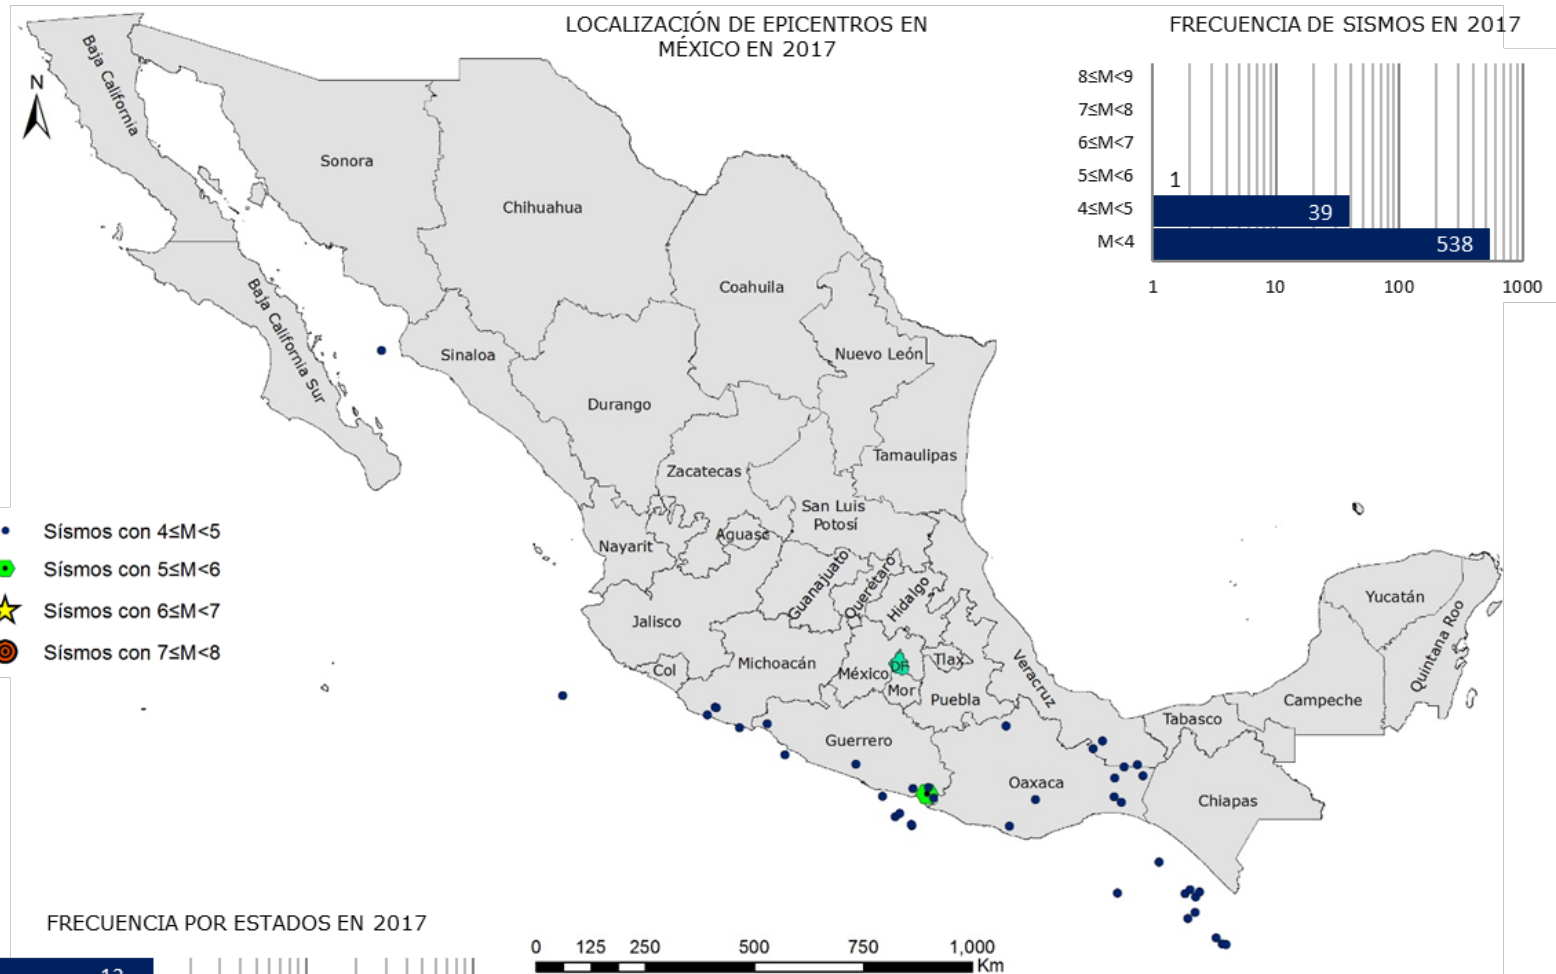 LOCALIZACIÓN DE EPICENTROS EN
MÉXICO EN 2017
FRECUENCIA DE SISMOS EN 2017
8≤M<9
7≤M<8
6≤M<7
5≤M<6
1
4≤M<5
39
M<4
538
1 10 100 1000
N
Baja California
Sonora
Chihuahua
Coahuila
Baja California Sur
Sinaloa
Nuevo León
Durango
Tamaulipas
Zacatecas
San Luis
Potosí
Aguasc
Nayarit
Guanajuato
Querétaro
Hidalgo
Jalisco
Yucatán
Quintana Roo
Col
Michoacán
México
DF
Tlax
Mor
Puebla
Veracruz
Campeche
Tabasco
Guerrero
Oaxaca
Chiapas
Sísmos con 4≤M<5
Sísmos con 5≤M<6
Sísmos con 6≤M<7
Sísmos con 7≤M<8
FRECUENCIA POR ESTADOS EN 2017
0 125 250 500 750 1,000
Km